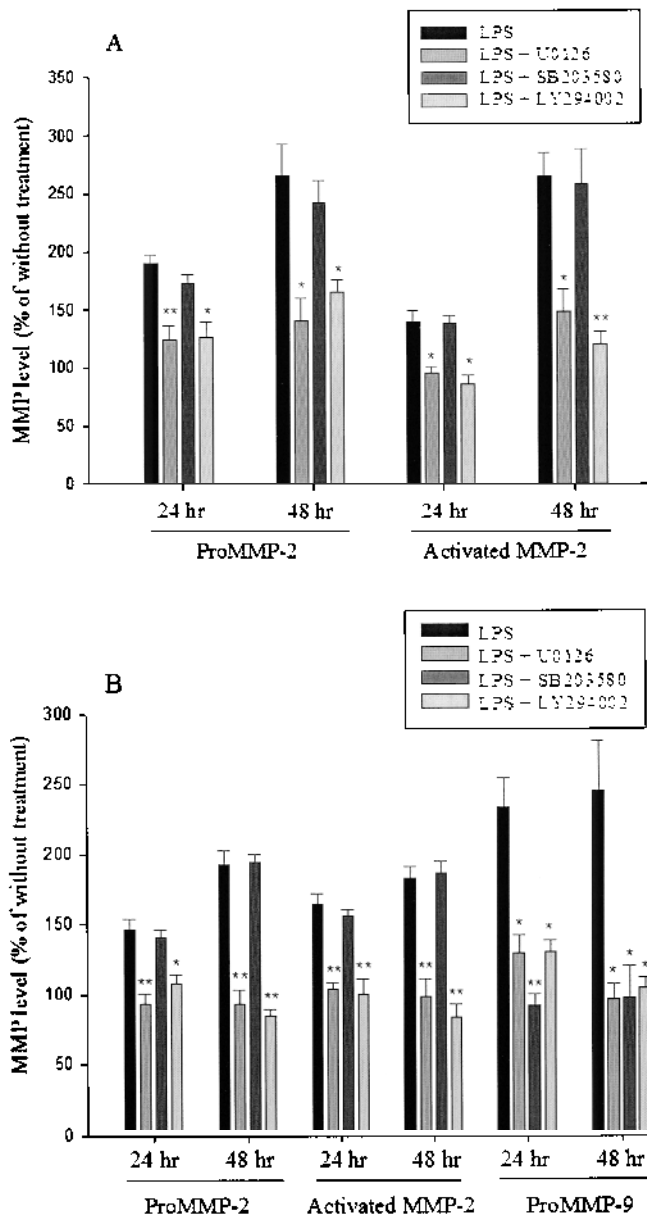 A
LPS
LPS + U0126
LPS + SB203580
LPS + LY294002
MMP level (% of without treatment)
350
300
250
200
150
100
50
0
** * * * * * * **
24 hr 48 hr 24 hr 48 hr
ProMMP-2 Activated MMP-2
B
LPS
LPS + U0126
LPS + SB203580
LPS + LY294002
MMP level (% of without treatment)
300
250
200
150
100
50
0
** * ** ** ** ** ** ** * ** * * * *
24 hr 48 hr 24 hr 48 hr 24 hr 48 hr
ProMMP-2 Activated MMP-2 ProMMP-9